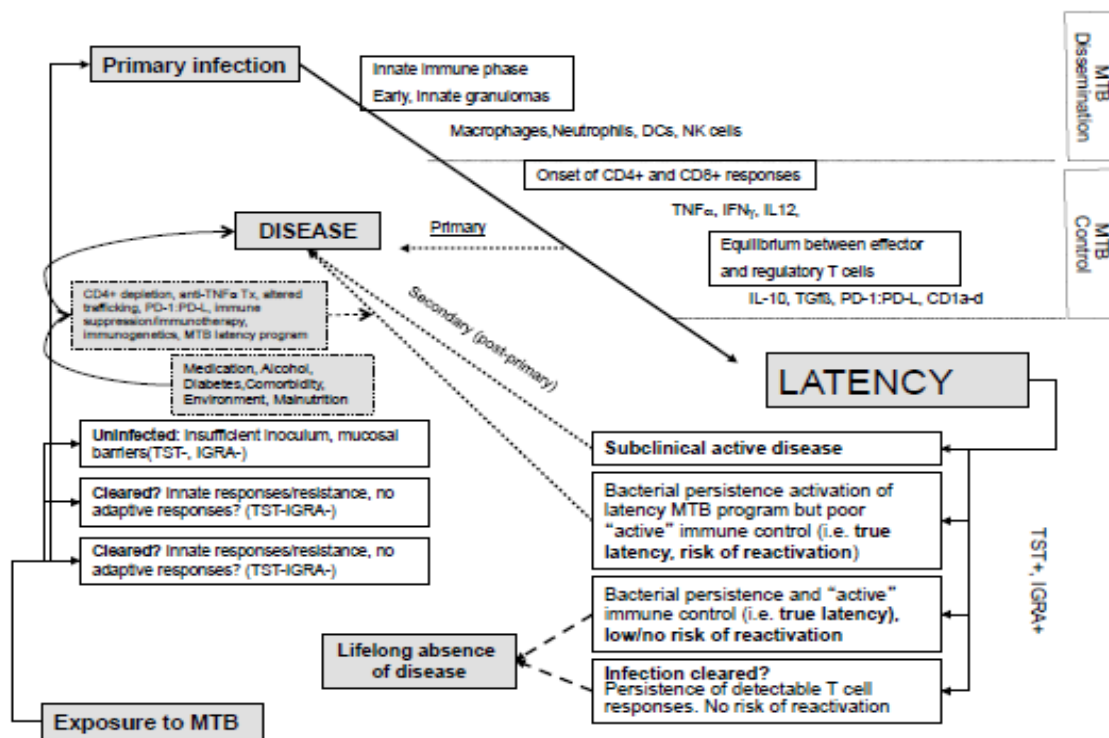 Primary infection
Innate immune phase
Early, innate granulomas
Macrophages,Neutrophils, DCs, NK cells
MTB
Dissemination
Onset of CD4+ and CD8+ responses
TNFα, IFNγ, IL12,
MTB
Control
Equilibrium between effector
and regulatory T cells
IL-10, TGfß, PD-1:PD-L, CD1a-d
DISEASE
Primary
Secondary (post-primary)
CD4+ depletion, anti-TNFα Tx, altered
trafficking, PD-1:PD-L, immune
suppression/immunotherapy,
immunogenetics, MTB latency program
Medication, Alcohol,
Diabetes,Comorbidity,
Environment, Malnutrition
LATENCY
Uninfected: insufficient inoculum, mucosal
barriers(TST-, IGRA-)
Cleared? Innate responses/resistance, no
adaptive responses? (TST-IGRA-)
Cleared? Innate responses/resistance, no
adaptive responses? (TST-IGRA-)
Subclinical active disease
Bacterial persistence activation of
latency MTB program but poor
“active” immune control (i.e. true
latency, risk of reactivation)
Bacterial persistence and “active”
immune control (i.e. true latency),
low/no risk of reactivation
Infection cleared?
Persistence of detectable T cell
responses. No risk of reactivation
TST+, IGRA+
Lifelong absence
of disease
Exposure to MTB